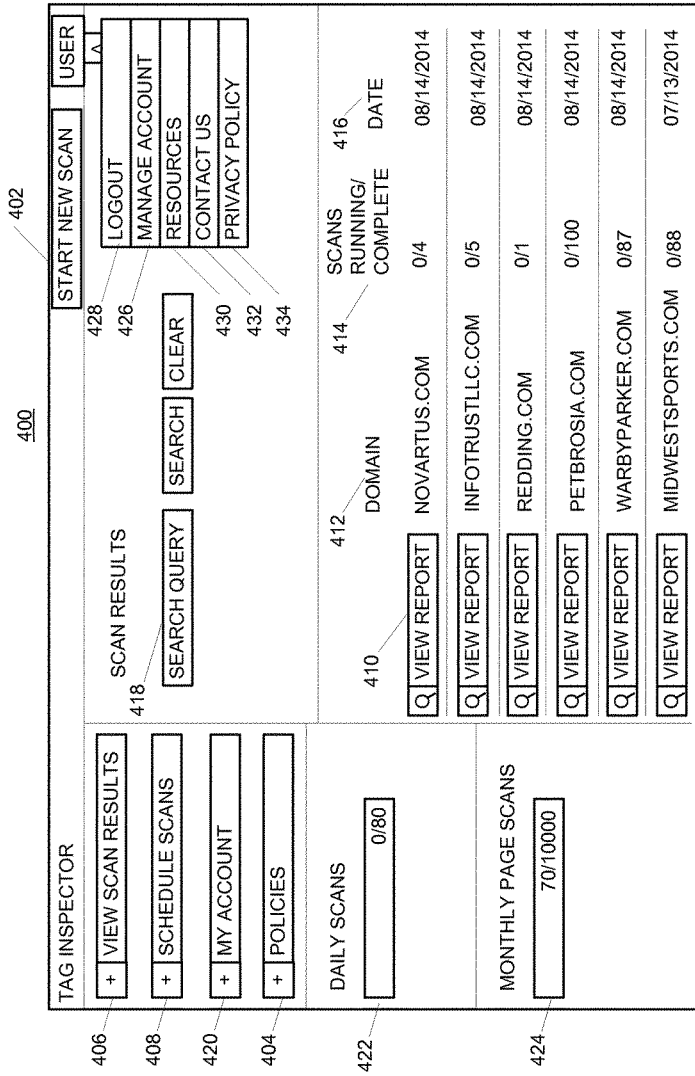 400
402
TAG INSPECTOR
START NEW SCAN
USER
^
406
+ VIEW SCAN RESULTS
408
+ SCHEDULE SCANS
420
+ MY ACCOUNT
404
+ POLICIES
422
DAILY SCANS
0/80
424
MONTHLY PAGE SCANS
70/10000
SCAN RESULTS
418
SEARCH QUERY
SEARCH
CLEAR
428
LOGOUT
426
MANAGE ACCOUNT
430
RESOURCES
432
CONTACT US
434
PRIVACY POLICY
410
412
414
416
DOMAIN
SCANS
RUNNING/
COMPLETE
DATE
VIEW REPORT NOVARTUS.COM 0/4 08/14/2014
VIEW REPORT INFOTRUSTLLC.COM 0/5 08/14/2014
VIEW REPORT REDDING.COM 0/1 08/14/2014
VIEW REPORT PETBROSIA.COM 0/100 08/14/2014
VIEW REPORT WARBYPARKER.COM 0/87 08/14/2014
VIEW REPORT MIDWESTSPORTS.COM 0/88 07/13/2014